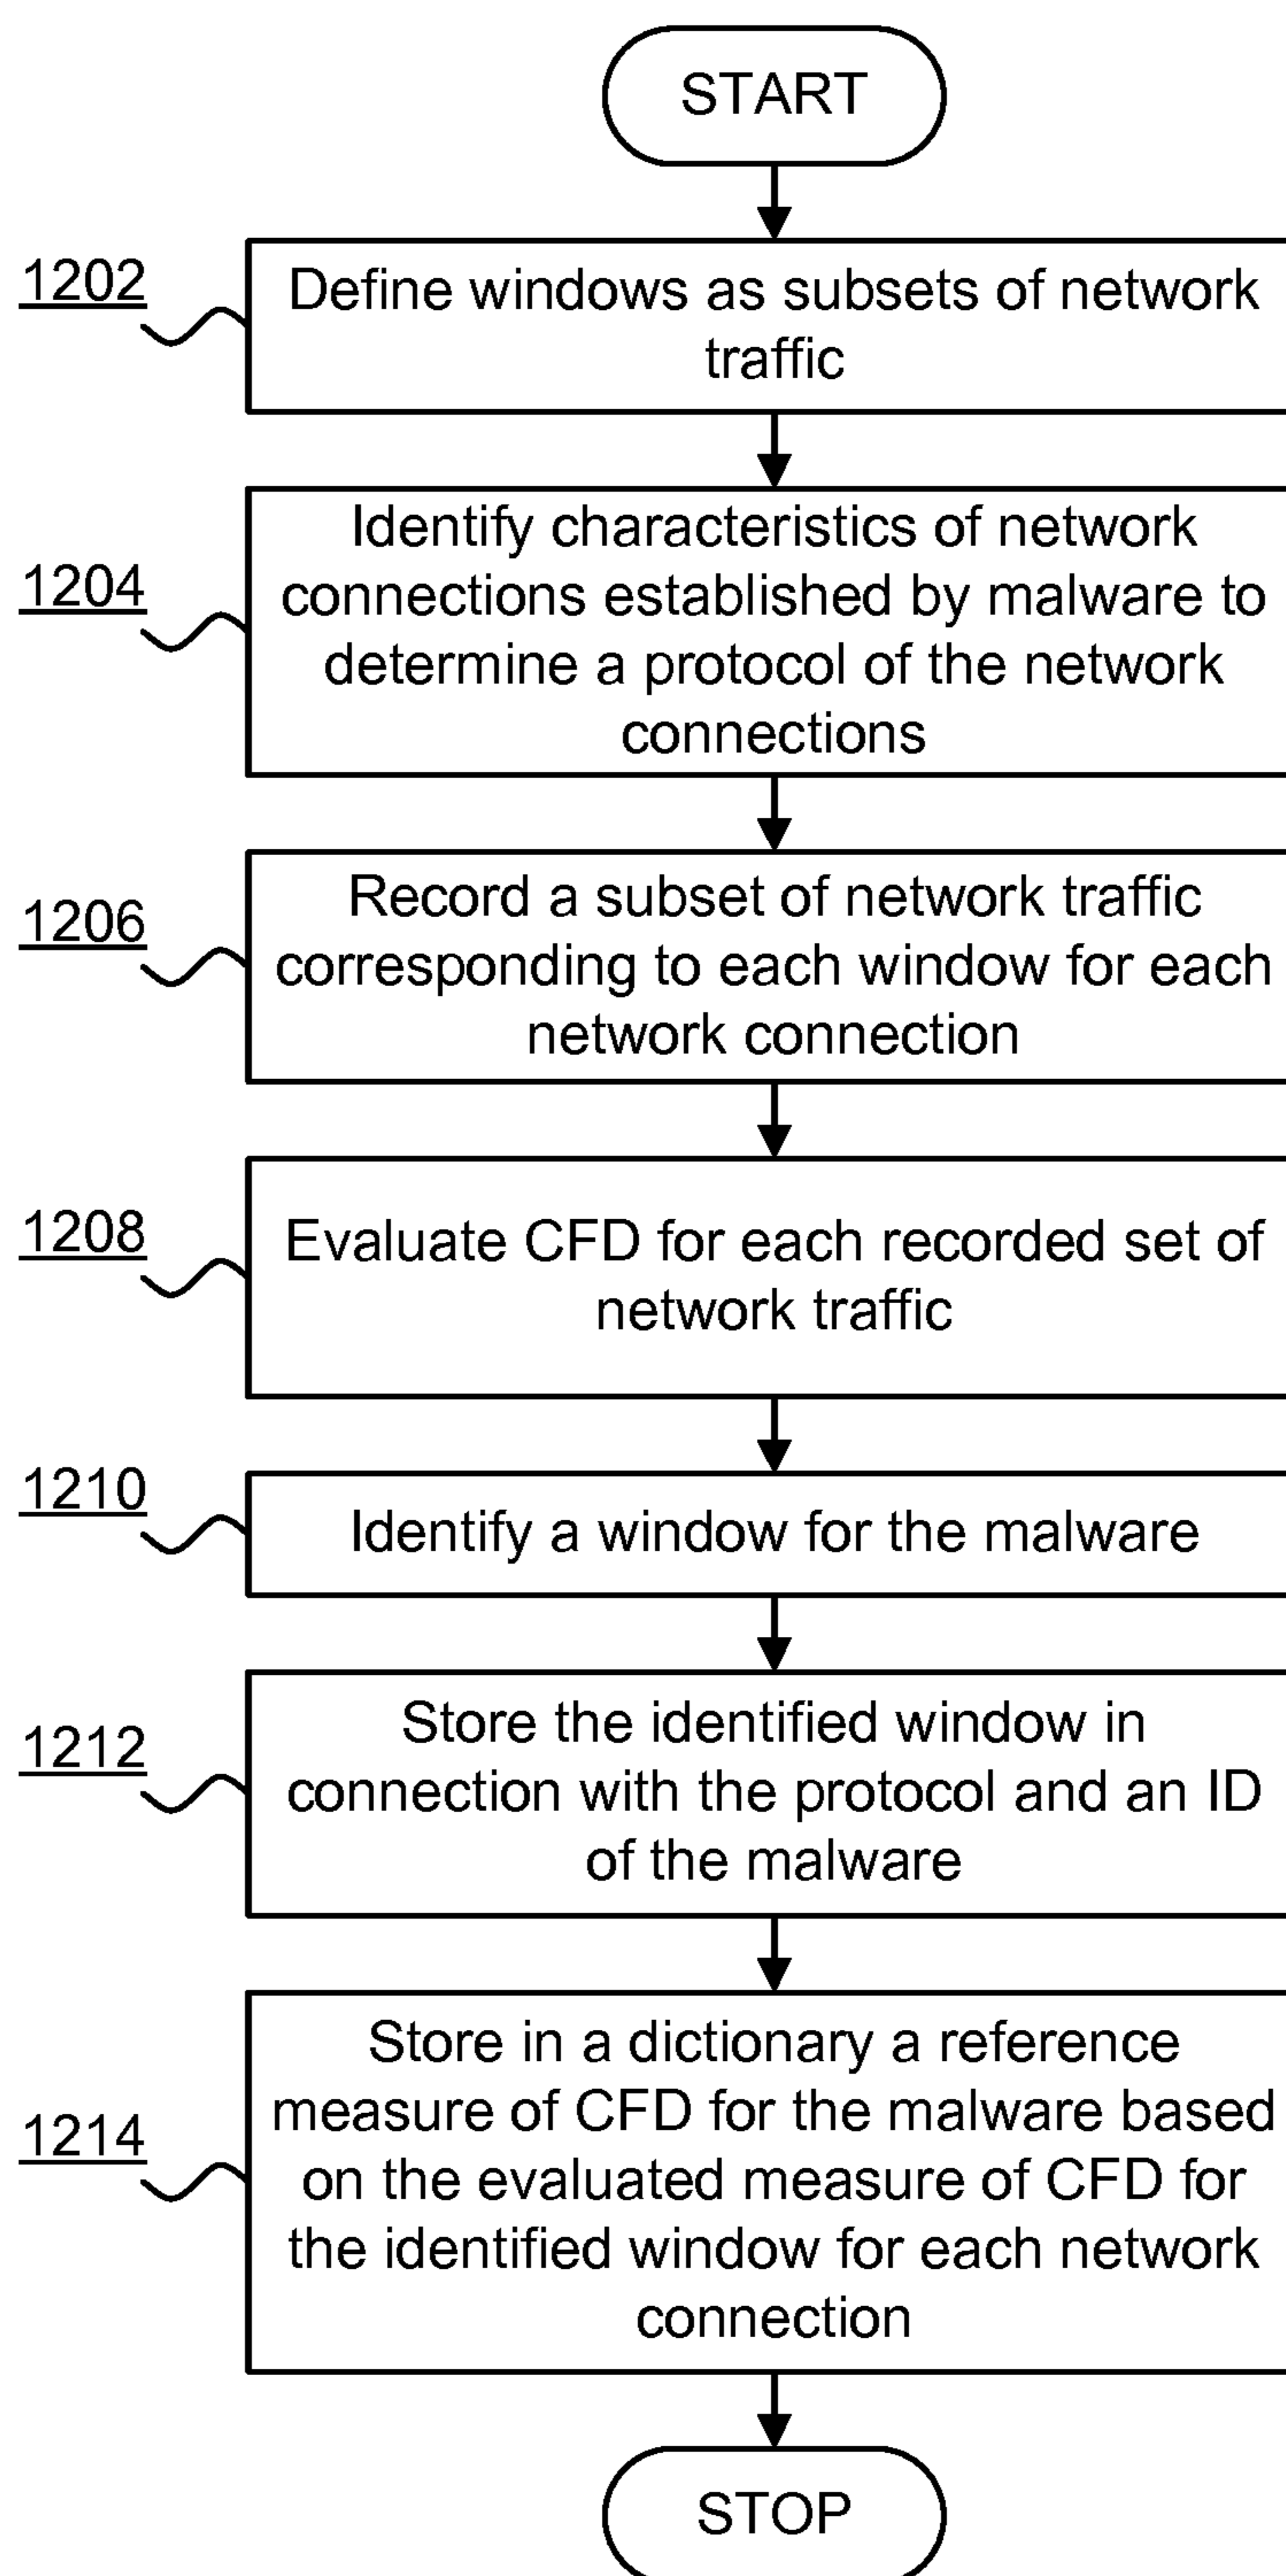 START
1202
Define windows as subsets of network
traffic
1204
Identify characteristics of network
connections established by malware to
determine a protocol of the network
connections
1206
Record a subset of network traffic
corresponding to each window for each
network connection
1208
Evaluate CFD for each recorded set of
network traffic
1210
Identify a window for the malware
1212
Store the identified window in
connection with the protocol and an ID
of the malware
1214
Store in a dictionary a reference
measure of CFD for the malware based
on the evaluated measure of CFD for
the identified window for each network
connection
STOP